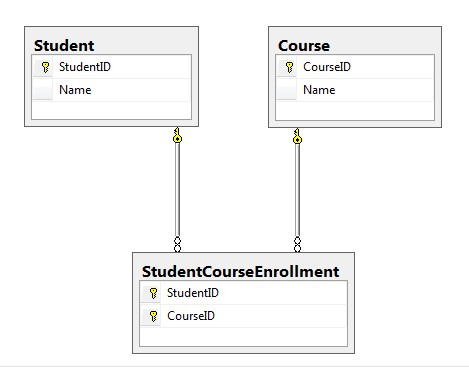 Student
StudentID
Name
Course
CourseID
Name
StudentCourseEnrollment
StudentID
CourseID